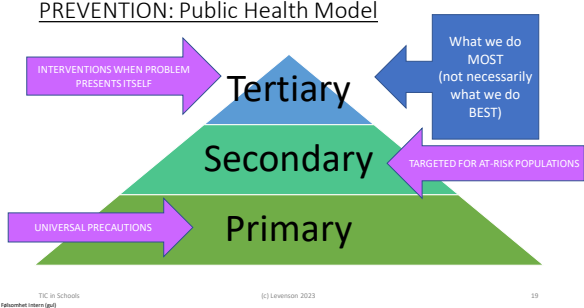 PREVENTION: Public Health Model
INTERVENTIONS WHEN PROBLEM
PRESENTS ITSELF
Tertiary
What we do
MOST
(not necessarily
what we do
BEST)
Secondary
TARGETED FOR AT-RISK POPULATIONS
UNIVERSAL PRECAUTIONS
Primary
TIC in Schools
(c) Levenson 2023
19
Følsomhet Intern (gul)